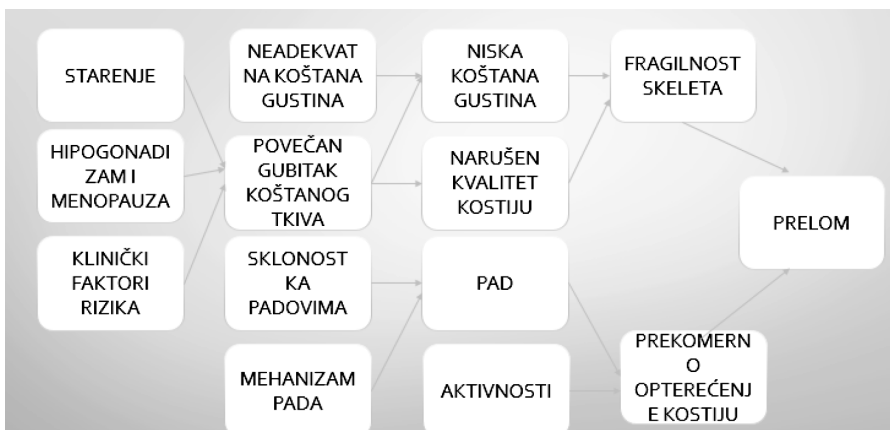 STARENJE
HIPOGONADI
ZAM I
MENOPAUZA
KLINIČKI
FAKTORI
RIZIKA
NEADEKVAT
NA KOŠTANA
GUSTINA
POVEČAN
GUBITAK
KOŠTANOG
TKIVA
SKLONOST
KA
PADOVIMA
MEHANIZAM
PADA
NISKA
KOŠTANA
GUSTINA
NARUŠEN
KVALITET
KOSTIJU
PAD
AKTIVNOSTI
FRAGILNOST
SKELETA
PREKOMERN
O
OPTEREĆENJ
E KOSTIJU
PRELOM